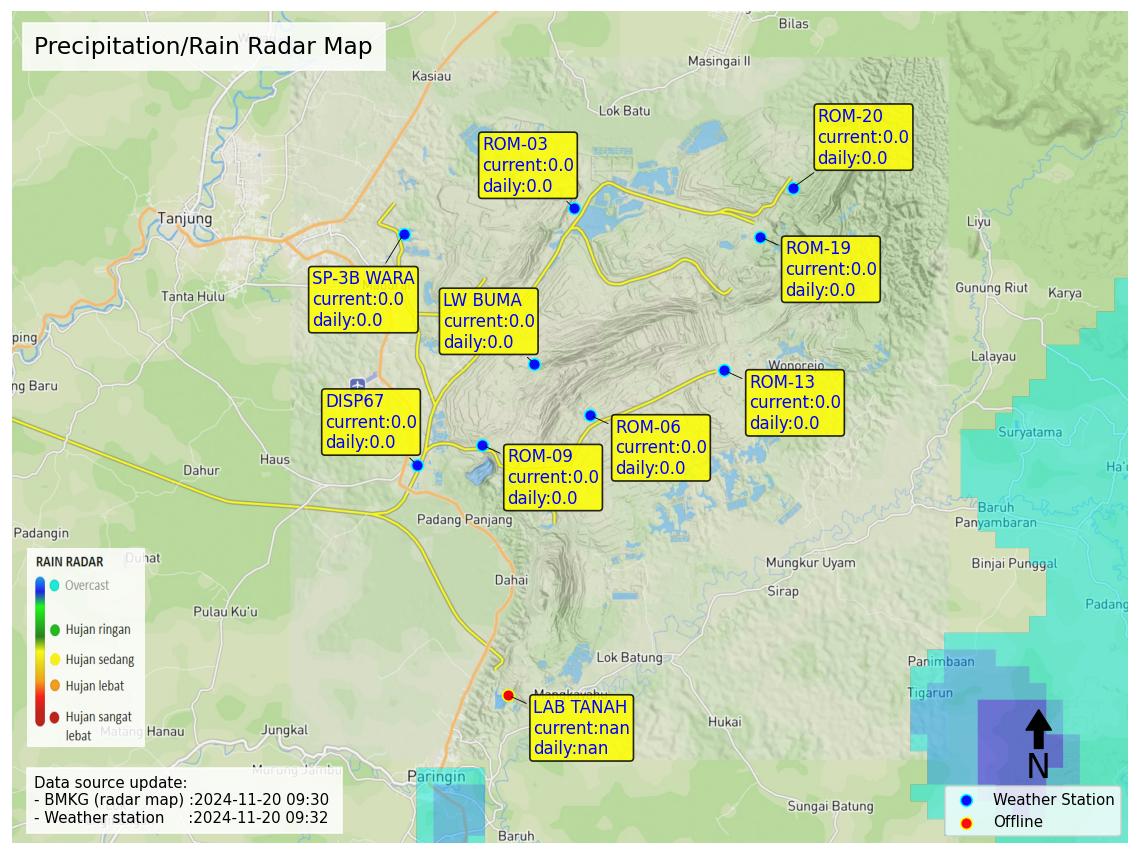 Precipitation/Rain Radar Map
Bilas
Masingai II
Kasiau
Lok Batu
ROM-20
current:0.0
daily:0.0
ROM-03
current:0.0
daily:0.0
Tanjung
Liyu
ROM-19
current:0.0
daily:0.0
SP-3B WARA
current:0.0
daily:0.0
Tanta Hulu
LW BUMA
current:0.0
daily:0.0
Gunung Riut
Karya
ping
Lalayau
Wonorejo
ng Baru
ROM-13
current:0.0
daily:0.0
DISP67
current:0.0
daily:0.0
ROM-06
current:0.0
daily:0.0
Suryatama
ROM-09
current:0.0
daily:0.0
Haus
Dahur
Ha'u
Baruh
Panyambaran
Padang Panjang
Padangin
Duhat
Mungkur Uyam
Binjai Punggal
RAIN RADAR
Overcast
Hujan ringan
Hujan sedang
Hujan lebat
Hujan sangat
lebat
Dahai
Sirap
Pulau Ku'u
Padang
Lok Batung
Panimbaan
Tigarun
Mangkayahu
LAB TANAH
current:nan
daily:nan
Hukai
Matang Hanau
Jungkal
Murung Jambu
Paringin
N
Data source update:
- BMKG (radar map) :2024-11-20 09:30
- Weather station :2024-11-20 09:32
Sungai Batung
Baruh
Weather Station
Offline